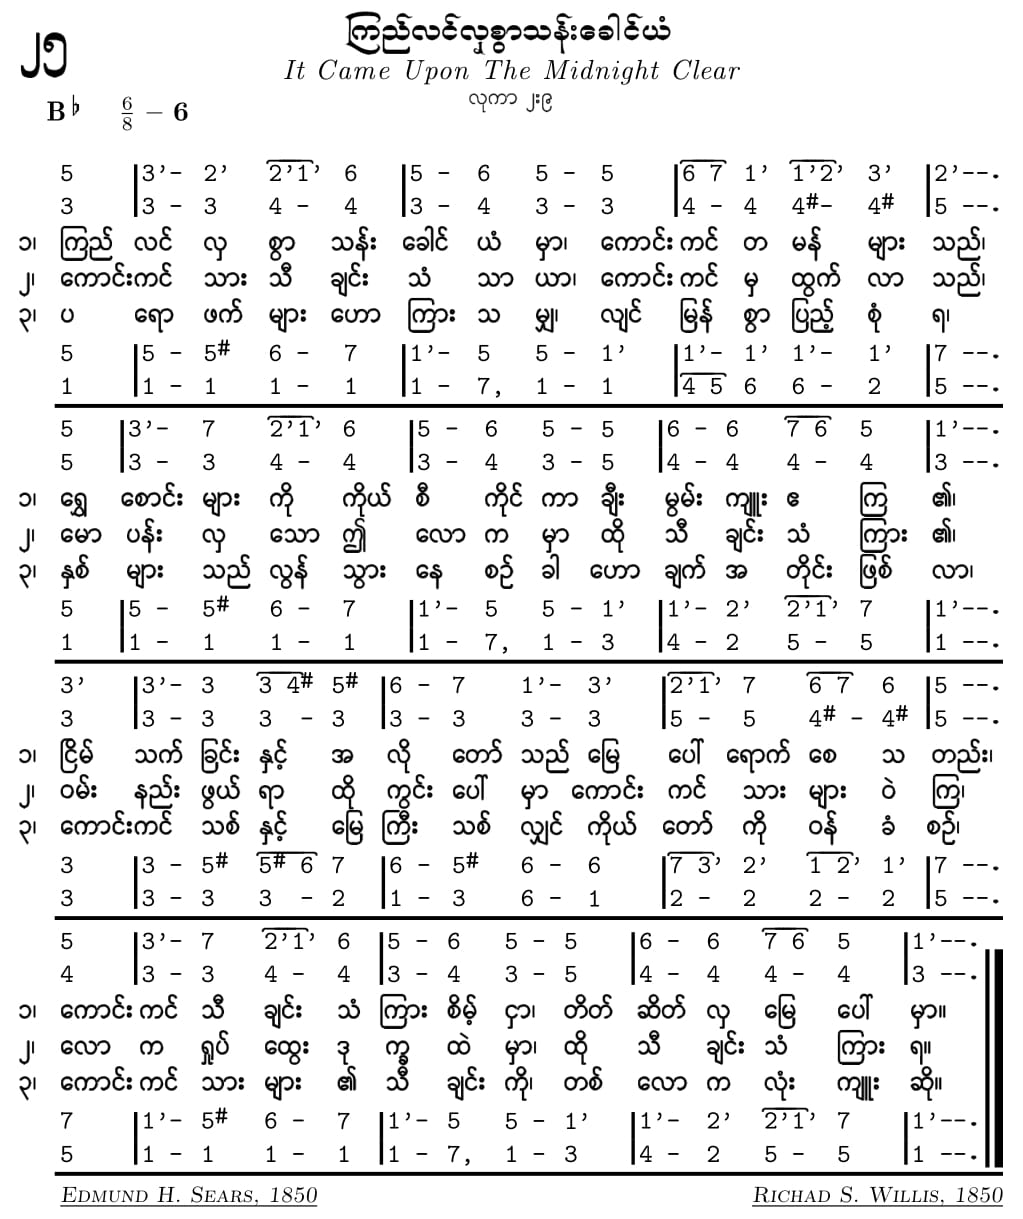 ၂၅
ကြည်လင်လှစွာသန်းခေါင်ယံ
It Came Upon The Midnight Clear
လုကာ ၂း၉
B♭ 6/8 – 6
5 |3’– 2’ 2’1’ 6 |5 – 6 5 – 5 |6 7 1’ 1’2’ 3’ |2’––.
3 |3 – 3 4 – 4 |3 – 4 3 – 3 |4 – 4 4#– 4# |5 ––.
၁၊ ကြည် လင် လှ စွာ သန်း ခေါင် ယံ မှာ၊ ကောင်း ကင် တ မန် များ သည်၊
၂၊ ကောင်းကင် သား သီ ချင်း သံ သာ ယာ၊ ကောင်း ကင် မှ ထွက် လာ သည်၊
၃၊ ပ ရော ဖက် များ ဟော ကြား သ မျှ၊ လျင် မြန် စွာ ပြည့် စုံ ရ၊
5 |5 – 5# 6 – 7 |1’– 5 5 – 1’ |1’– 1’ 1’– 1’ |7 ––.
1 |1 – 1 1 – 1 |1 – 7, 1 – 1 |4 5 6 6 – 2 |5 ––.
5 |3’– 7 2’1’ 6 |5 – 6 5 – 5 |6 – 6 7 6 5 |1’––.
5 |3 – 3 4 – 4 |3 – 4 3 – 5 |4 – 4 4 – 4 |3 ––.
၁၊ ရွှေ စောင်း များ ကို ကိုယ် စီ ကိုင် ကာ ချီး မွမ်း ကျူး ဧ ကြ ၏၊
၂၊ မော ပန်း လှ သော ဤ လော က မှာ ထို သီ ချင်း သံ ကြား ၏၊
၃၊ နှစ် များ သည် လွန် သွား နေ စဉ် ခါ ဟော ချက် အ တိုင်း ဖြစ် လာ၊
5 |5 – 5# 6 – 7 |1’– 5 5 – 1’ |1’– 2’ 2’1’ 7 |1’––.
1 |1 – 1 1 – 1 |1 – 7, 1 – 3 |4 – 2 5 – 5 |1 ––.
3’ |3’– 3 3 4# 5# |6 – 7 1’– 3’ |2’1’ 7 6 7 6 |5 ––.
3 |3 – 3 3 – 3 |3 – 3 3 – 3 |5 – 5 4# – 4# |5 ––.
၁၊ ငြိမ် သက် ခြင်း နှင့် အ လို တော် သည် မြေ ပေါ် ရောက် စေ သ တည်း၊
၂၊ ဝမ်း နည်း ဖွယ် ရာ ထို ကွင်း ပေါ် မှာ ကောင်း ကင် သား များ ဝဲ ကြ၊
၃၊ ကောင်းကင် သစ် နှင့် မြေ ကြီး သစ် လျှင် ကိုယ် တော် ကို ဝန် ခံ စဉ်၊
3 |3 – 5# 5# 6 7 |6 – 5# 6 – 6 |7 3’ 2’ 1 2’ 1’ |7 ––.
3 |3 – 3 3 – 2 |1 – 3 6 – 1 |2 – 2 2 – 2 |5 ––.
5 |3’– 7 2’1’ 6 |5 – 6 5 – 5 |6 – 6 7 6 5 |1’––.
4 |3 – 3 4 – 4 |3 – 4 3 – 5 |4 – 4 4 – 4 |3 ––.
၁၊ ကောင်း ကင် သီ ချင်း သံ ကြား စိမ့် ငှာ၊ တိတ် ဆိတ် လှ မြေ ပေါ် မှာ။
၂၊ လော က ရှုပ် ထွေး ဒု က္ခ ထဲ မှာ၊ ထို သီ ချင်း သံ ကြား ရ။
၃၊ ကောင်း ကင် သား များ ၏ သီ ချင်း ကို၊ တစ် လော က လုံး ကျူး ဆို။
7 |1’– 5# 6 – 7 |1’– 5 5 – 1’ |1’– 2’ 2’1’ 7 |1’––.
5 |1 – 1 1 – 1 |1 – 7, 1 – 3 |4 – 2 5 – 5 |1 ––.
EDMUND H. SEARS, 1850
RICHAD S. WILLIS, 1850